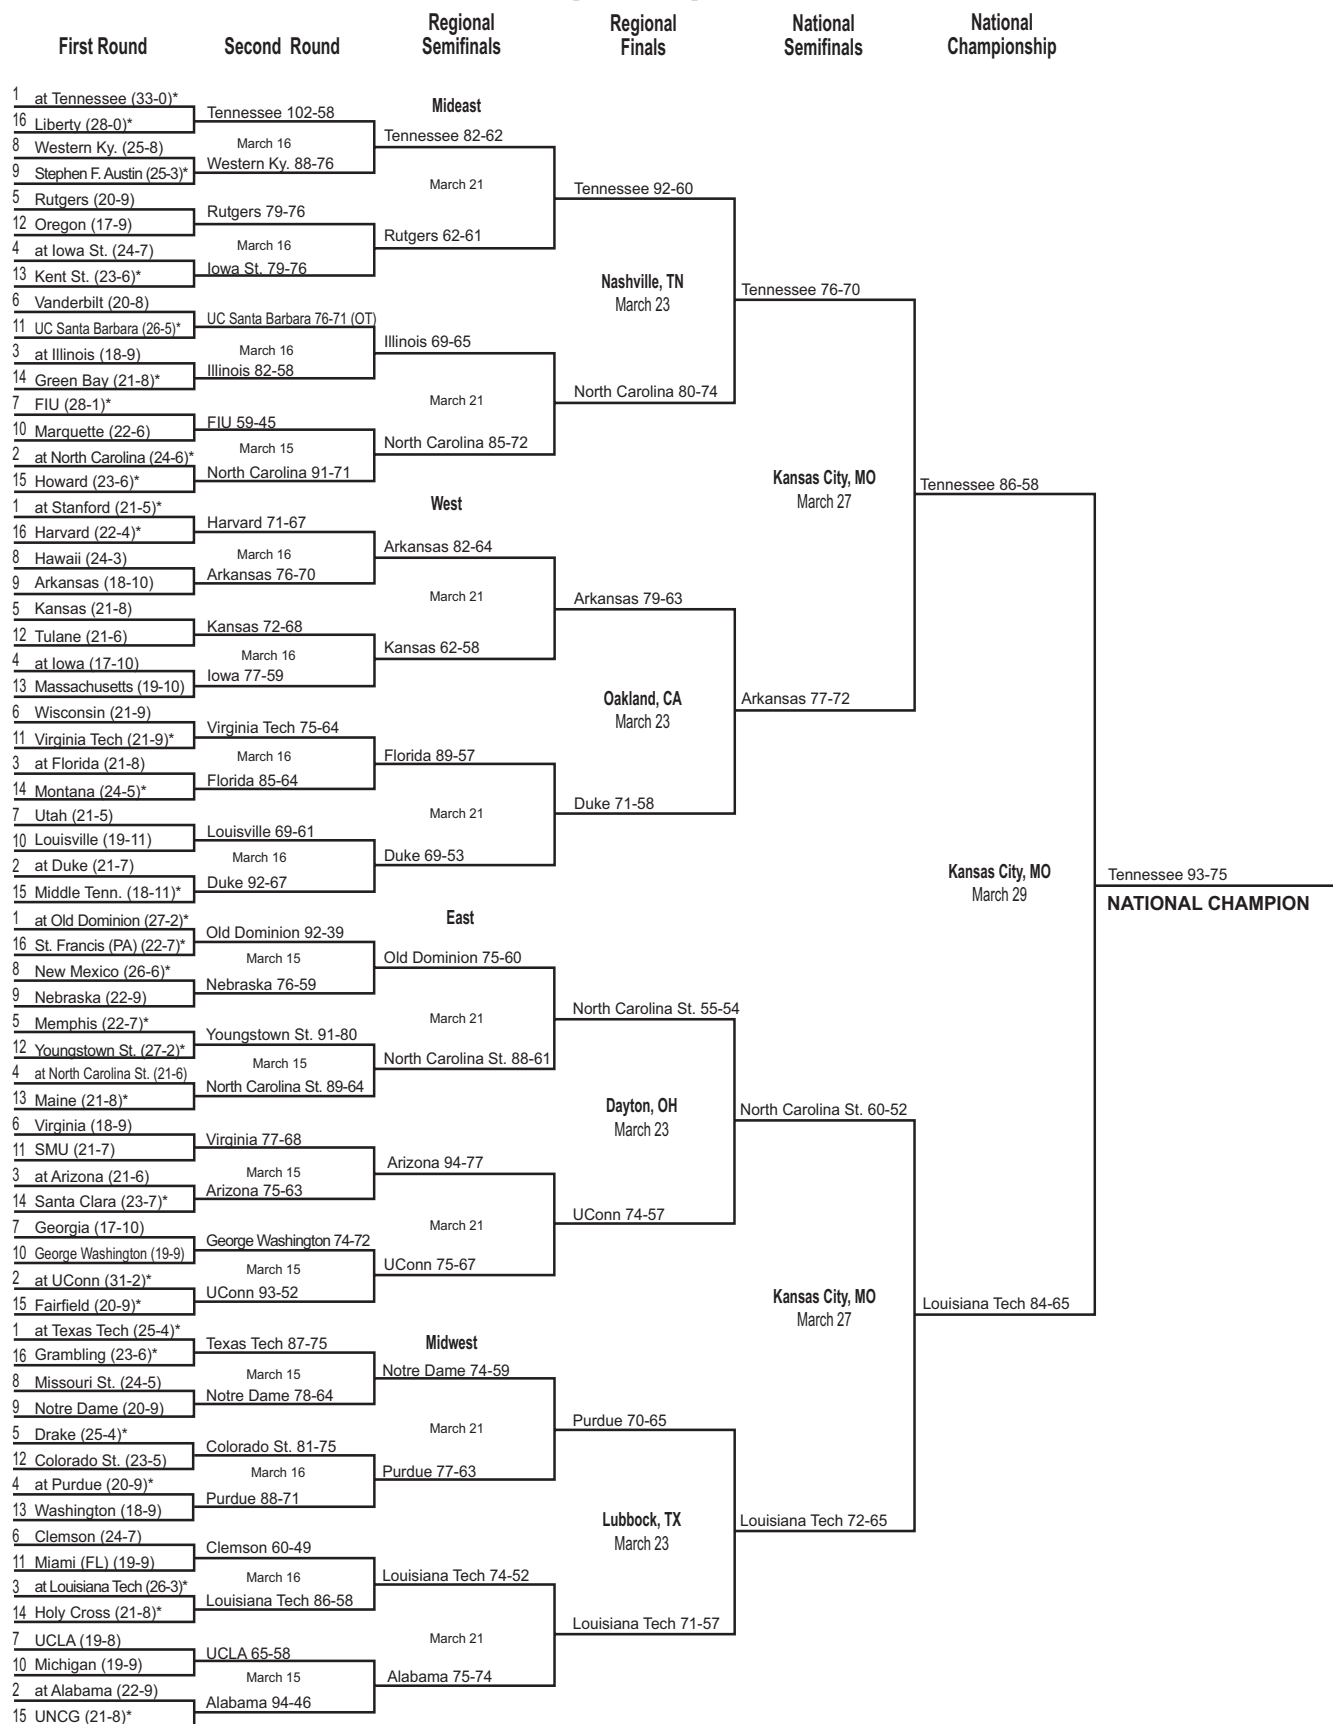 First Round
Second Round
Regional
Semifinals
Regional
Finals
National
Semifinals
National
Championship
1 at Tennessee (33-0)*
16 Liberty (28-0)*
8 Western Ky. (25-8)
9 Stephen F. Austin (25-3)*
5 Rutgers (20-9)
12 Oregon (17-9)
4 at Iowa St. (24-7)
13 Kent St. (23-6)*
6 Vanderbilt (20-8)
11 UC Santa Barbara (26-5)*
3 at Illinois (18-9)
14 Green Bay (21-8)*
7 FIU (28-1)*
10 Marquette (22-6)
2 at North Carolina (24-6)*
15 Howard (23-6)*
1 at Stanford (21-5)*
16 Harvard (22-4)*
8 Hawaii (24-3)
9 Arkansas (18-10)
5 Kansas (21-8)
12 Tulane (21-6)
4 at Iowa (17-10)
13 Massachusetts (19-10)
6 Wisconsin (21-9)
11 Virginia Tech (21-9)*
3 at Florida (21-8)
14 Montana (24-5)*
7 Utah (21-5)
10 Louisville (19-11)
2 at Duke (21-7)
15 Middle Tenn. (18-11)*
1 at Old Dominion (27-2)*
16 St. Francis (PA) (22-7)*
8 New Mexico (26-6)*
9 Nebraska (22-9)
5 Memphis (22-7)*
12 Youngstown St. (27-2)*
4 at North Carolina St. (21-6)
13 Maine (21-8)*
6 Virginia (18-9)
11 SMU (21-7)
3 at Arizona (21-6)
14 Santa Clara (23-7)*
7 Georgia (17-10)
10 George Washington (19-9)
2 at UConn (31-2)*
15 Fairfield (20-9)*
1 at Texas Tech (25-4)*
16 Grambling (23-6)*
8 Missouri St. (24-5)
9 Notre Dame (20-9)
5 Drake (25-4)*
12 Colorado St. (23-5)
4 at Purdue (20-9)*
13 Washington (18-9)
6 Clemson (24-7)
11 Miami (FL) (19-9)
3 at Louisiana Tech (26-3)*
14 Holy Cross (21-8)*
7 UCLA (19-8)
10 Michigan (19-9)
2 at Alabama (22-9)
15 UNCG (21-8)*
Tennessee 102-58
March 16
Western Ky. 88-76
Rutgers 79-76
March 16
Iowa St. 79-76
UC Santa Barbara 76-71 (OT)
March 16
Illinois 82-58
FIU 59-45
March 15
North Carolina 91-71
Harvard 71-67
March 16
Arkansas 76-70
Kansas 72-68
March 16
Iowa 77-59
Virginia Tech 75-64
March 16
Florida 85-64
Louisville 69-61
March 16
Duke 92-67
Old Dominion 92-39
March 15
Nebraska 76-59
Youngstown St. 91-80
March 15
North Carolina St. 89-64
Virginia 77-68
March 15
Arizona 75-63
George Washington 74-72
March 15
UConn 93-52
Texas Tech 87-75
March 15
Notre Dame 78-64
Colorado St. 81-75
March 16
Purdue 88-71
Clemson 60-49
March 16
Louisiana Tech 86-58
UCLA 65-58
March 15
Alabama 94-46
Mideast
Tennessee 82-62
March 21
Rutgers 62-61
Illinois 69-65
March 21
North Carolina 85-72
West
Arkansas 82-64
March 21
Kansas 62-58
Florida 89-57
March 21
Duke 69-53
East
Old Dominion 75-60
March 21
North Carolina St. 88-61
Arizona 94-77
March 21
UConn 75-67
Midwest
Notre Dame 74-59
March 21
Purdue 77-63
Louisiana Tech 74-52
March 21
Alabama 75-74
Tennessee 92-60
Nashville, TN
March 23
North Carolina 80-74
Arkansas 79-63
Oakland, CA
March 23
Duke 71-58
North Carolina St. 55-54
Dayton, OH
March 23
UConn 74-57
Purdue 70-65
Lubbock, TX
March 23
Louisiana Tech 71-57
Tennessee 76-70
Kansas City, MO
March 27
Arkansas 77-72
North Carolina St. 60-52
Kansas City, MO
March 27
Louisiana Tech 72-65
Tennessee 86-58
Kansas City, MO
March 29
Louisiana Tech 84-65
Tennessee 93-75
NATIONAL CHAMPION